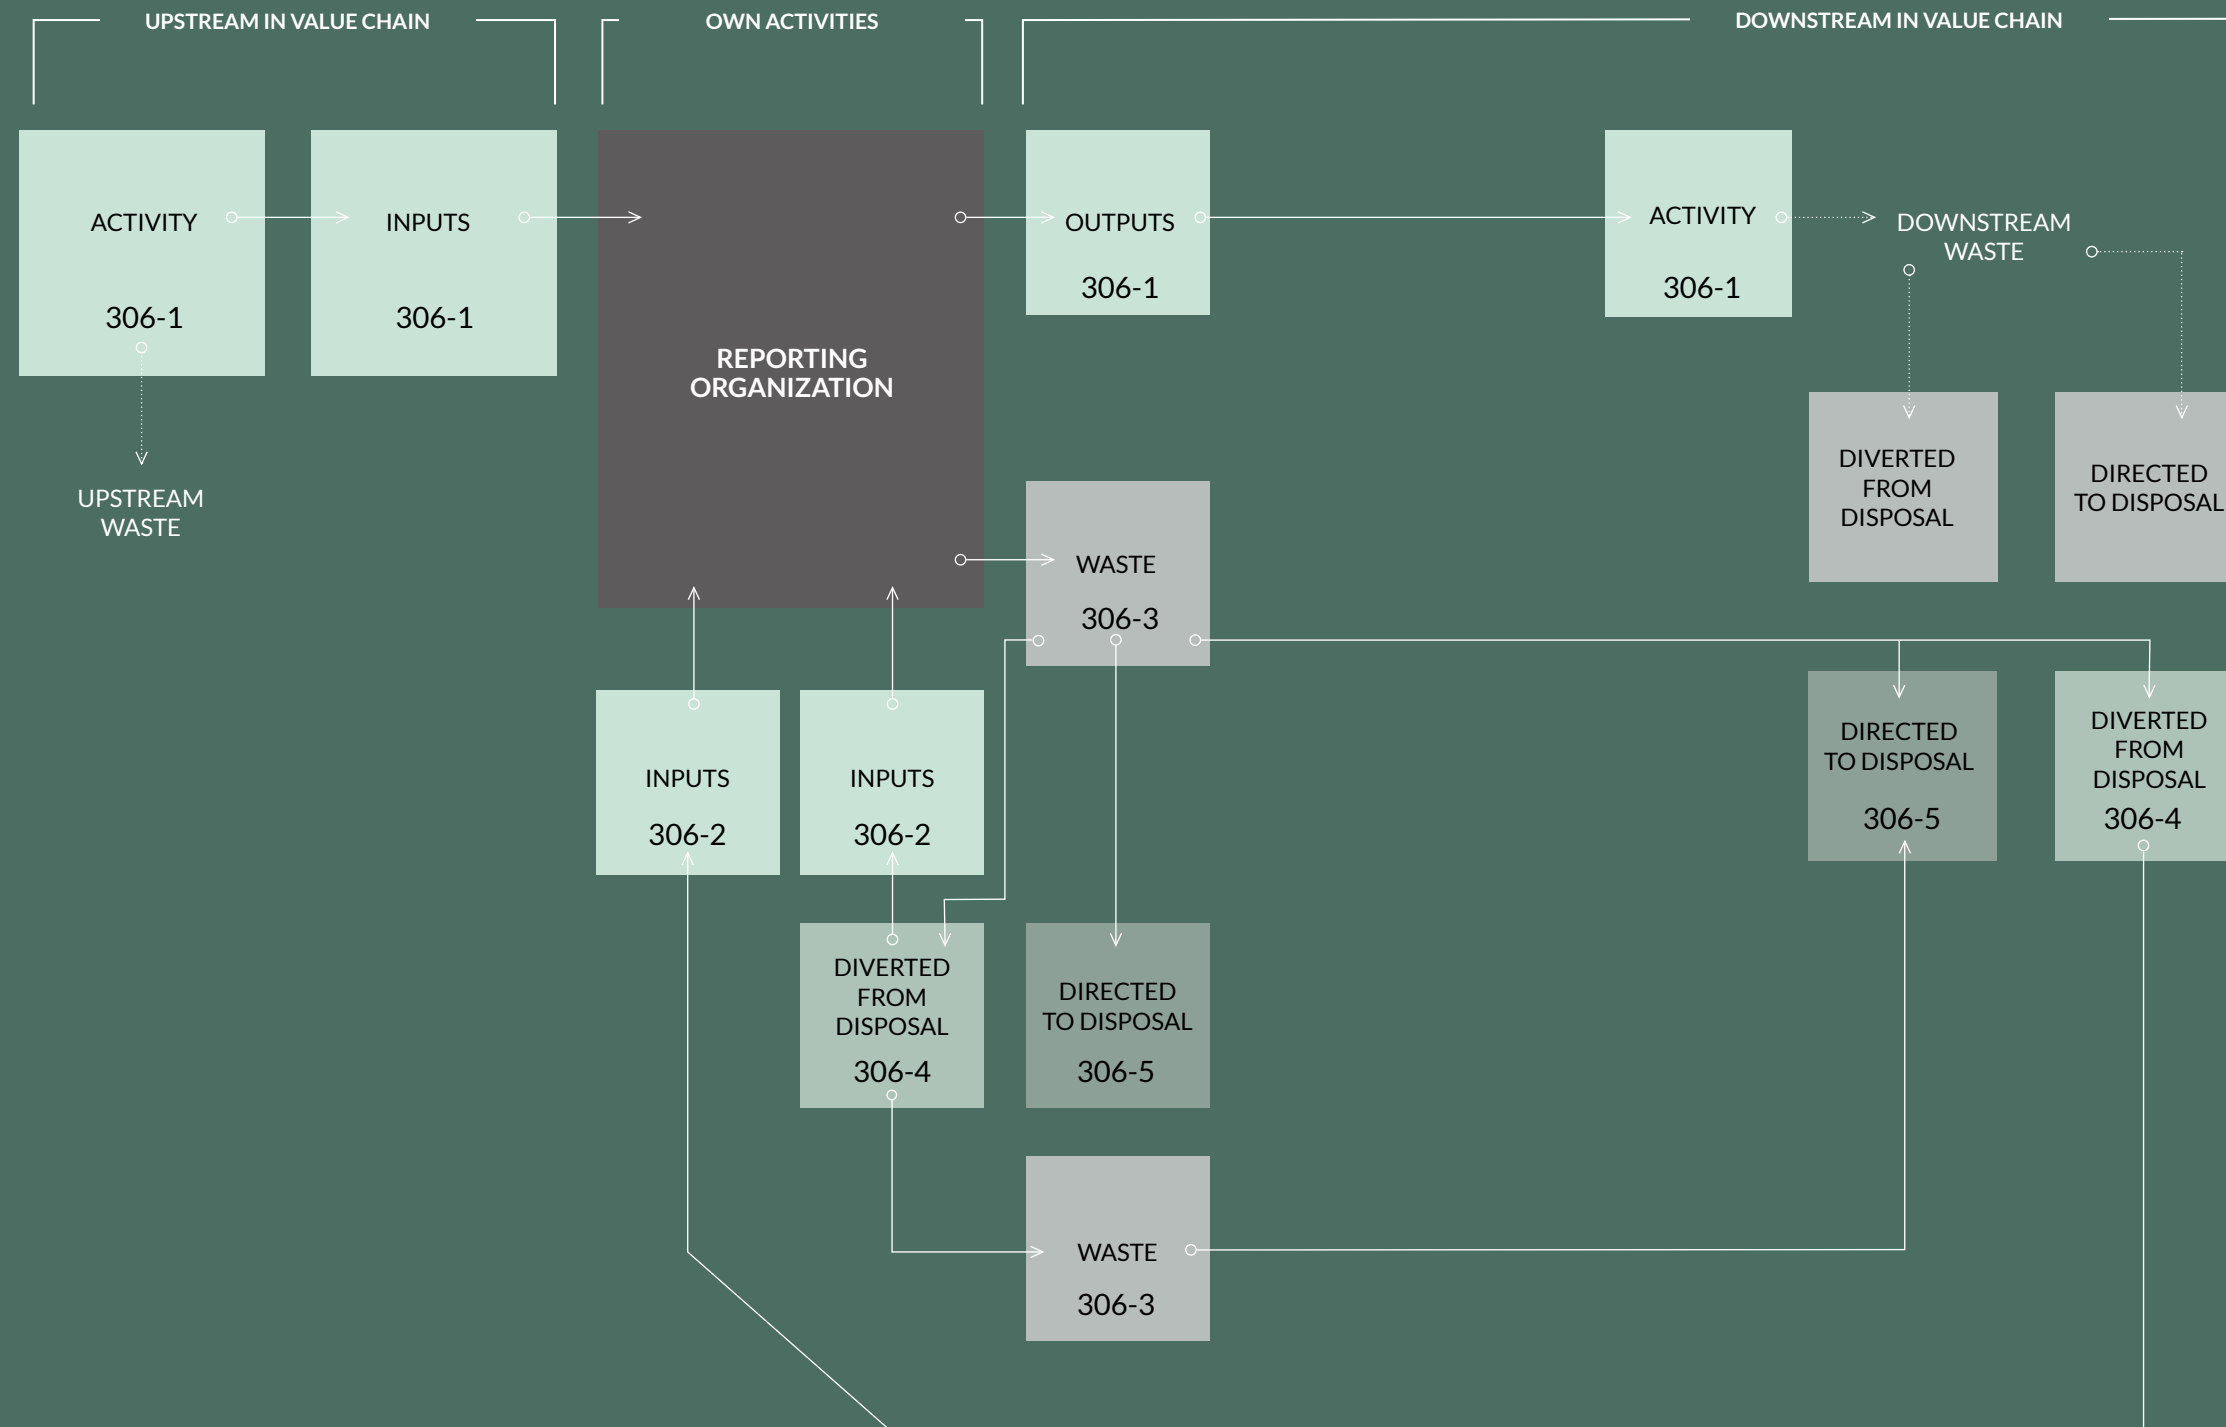 UPSTREAM IN VALUE CHAIN
OWN ACTIVITIES
DOWNSTREAM IN VALUE CHAIN
ACTIVITY
306-1
INPUTS
306-1
REPORTING
ORGANIZATION
OUTPUTS
306-1
ACTIVITY
306-1
DOWNSTREAM
WASTE
UPSTREAM
WASTE
DIVERTED
FROM
DISPOSAL
DIRECTED
TO DISPOSAL
WASTE
306-3
INPUTS
306-2
INPUTS
306-2
DIRECTED
TO DISPOSAL
306-5
DIVERTED
FROM
DISPOSAL
306-4
DIVERTED
FROM
DISPOSAL
306-4
DIRECTED
TO DISPOSAL
306-5
WASTE
306-3